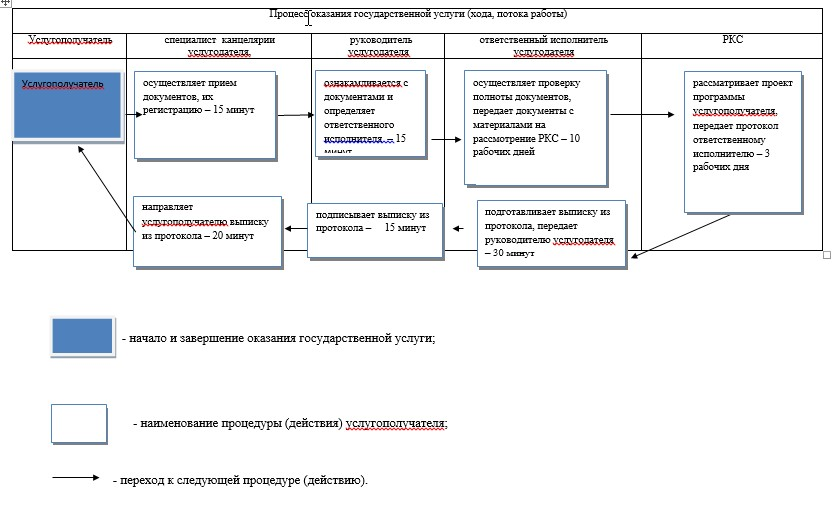 Процесс оказания государственной услуги (хода, потока работы)
Услугополучатель
специалист канцелярии
услугодателя,
руководитель
услугодателя
ответственный исполнитель
услугодателя
РКС
Услугополучатель
осуществляет прием
документов, их
регистрацию – 15 минут
ознакамливается с
документами и
определяет
ответственного
исполнителя – 15
минут
осуществляет проверку
полноты документов,
передает документы с
материалами на
рассмотрение РКС – 10
рабочих дней
рассматривает проект
программы
услугополучателя,
передает протокол
ответственному
исполнителю – 3
рабочих дня
направляет
услугополучателю выписку
из протокола – 20 минут
подписывает выписку из
протокола – 15 минут
подготавливает выписку из
протокола, передает
руководителю услугодателя
– 30 минут
- начало и завершение оказания государственной услуги;
- наименование процедуры (действия) услугополучателя;
- переход к следующей процедуре (действию).